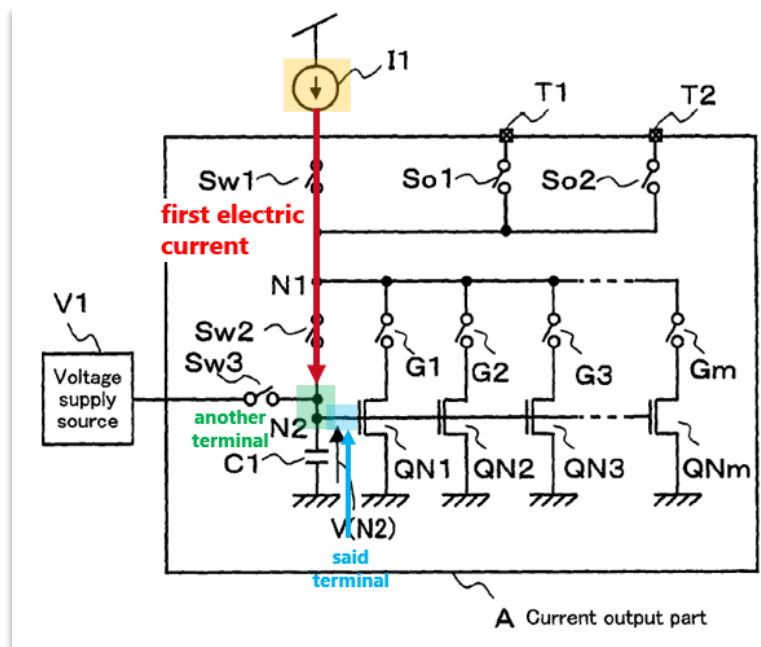 I1
T1
T2
Sw1
So1
So2
first electric
current
N1
V1
Sw2
Sw3
G1
G2
G3
Gm
Voltage
supply
source
another
terminal
N2
C1
QN1
QN2
QN3
QNm
V(N2)
said
terminal
A Current output part